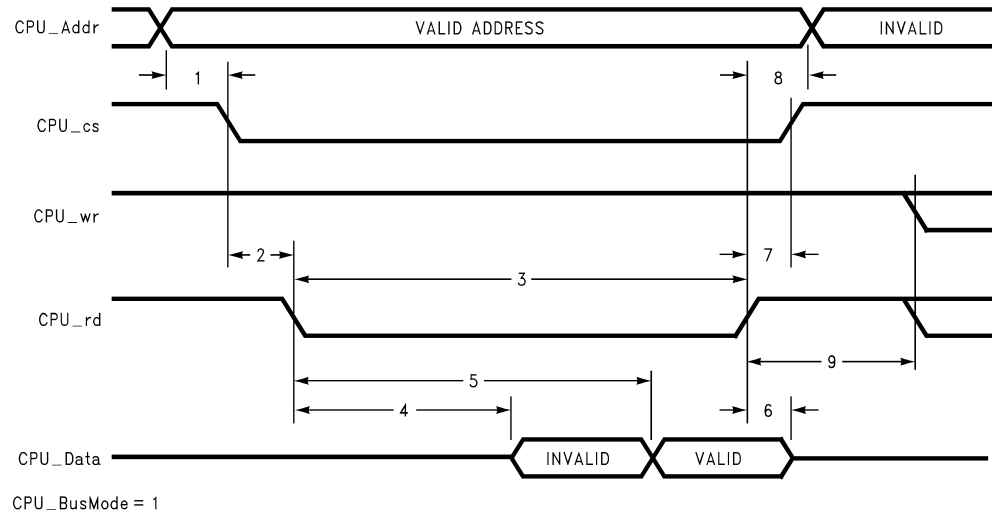 CPU_Addr VALID ADDRESS INVALID
1 8
CPU_cs
CPU_wr
2 7
3
CPU_rd
9
5
4 6
CPU_Data INVALID VALID
CPU_BusMode = 1